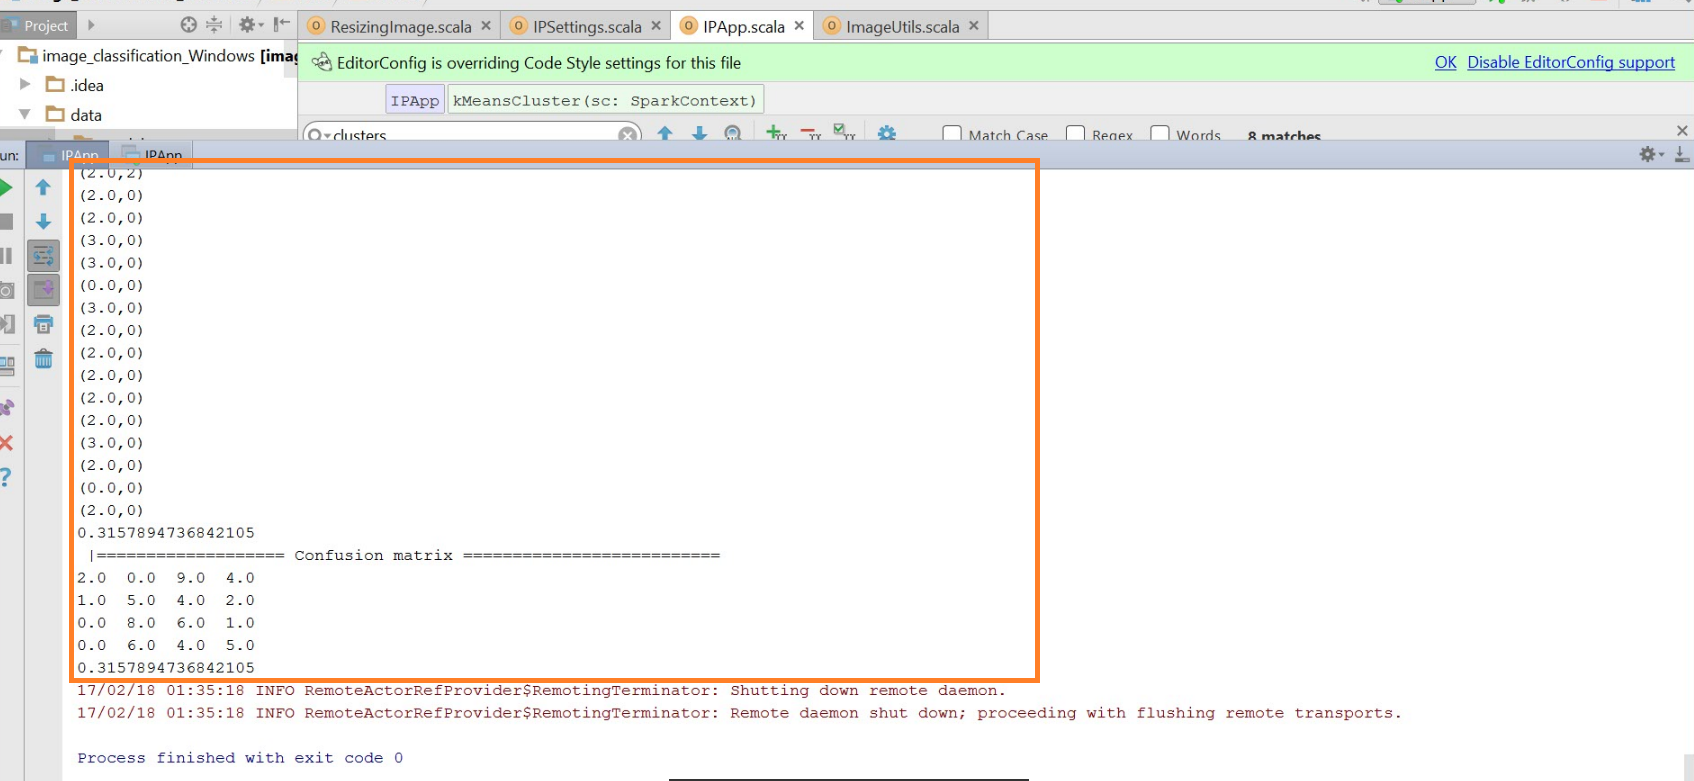 Project
ResizingImage.scala
IPSettings.scala
IPApp.scala
ImageUtils.scala
image_classification_Windows [imag
.idea
data
EditorConfig is overriding Code Style settings for this file
OK Disable EditorConfig support
IPApp kMeansCluster(sc: SparkContext)
clusters
Match Case Regex Words 8 matches
un: IPApp IPApp
(2.0,2)
(2.0,0)
(2.0,0)
(3.0,0)
(3.0,0)
(0.0,0)
(3.0,0)
(2.0,0)
(2.0,0)
(2.0,0)
(2.0,0)
(2.0,0)
(3.0,0)
(2.0,0)
(0.0,0)
(2.0,0)
0.3157894736842105
|=================== Confusion matrix ==========================
2.0 0.0 9.0 4.0
1.0 5.0 4.0 2.0
0.0 8.0 6.0 1.0
0.0 6.0 4.0 5.0
0.3157894736842105
17/02/18 01:35:18 INFO RemoteActorRefProvider$RemotingTerminator: Shutting down remote daemon.
17/02/18 01:35:18 INFO RemoteActorRefProvider$RemotingTerminator: Remote daemon shut down; proceeding with flushing remote transports.
Process finished with exit code 0